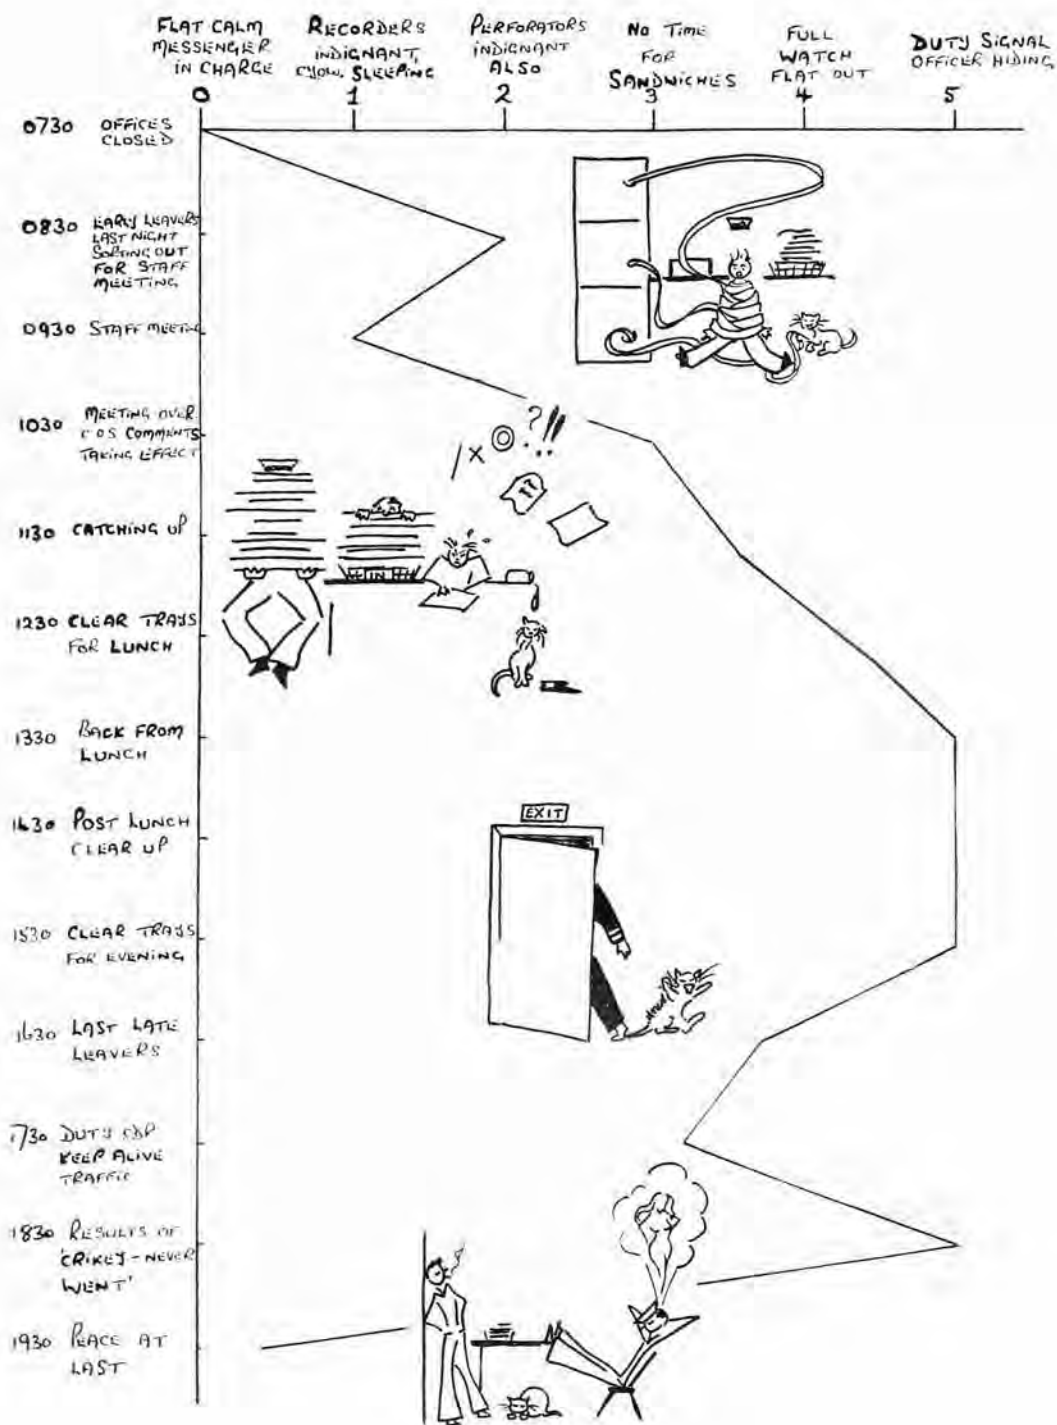 FLAT CALM
MESSENGER
IN CHARGE
0
RECORDERS
INDIGNANT,
CYOW. SLEEPING
1
PERFORATORS
INDIGNANT
ALSO
2
NO TIME
FOR
SANDWICHES
3
FULL
WATCH
FLAT OUT
4
DUTY SIGNAL
OFFICER HIDING
5
0730 OFFICES
CLOSED
0830 EARLY LEAVERS
LAST NIGHT
SORTING OUT
FOR STAFF
MEETING
0930 STAFF MEETING
1030 MEETING OVER
C O S COMMENTS
TAKING EFFECT
/ X ? !!
1130 CATCHING UP
IN
1230 CLEAR TRAYS
FOR LUNCH
1330 BACK FROM
LUNCH
1430 POST LUNCH
CLEAR UP
EXIT
1530 CLEAR TRAYS
FOR EVENING
1630 LAST LATE
LEAVERS
1730 DUTY
KEEP ALIVE
TRAFFIC
1830 RESULTS OF
'CRIKEY - NEVER
WENT'
1930 PEACE AT
LAST